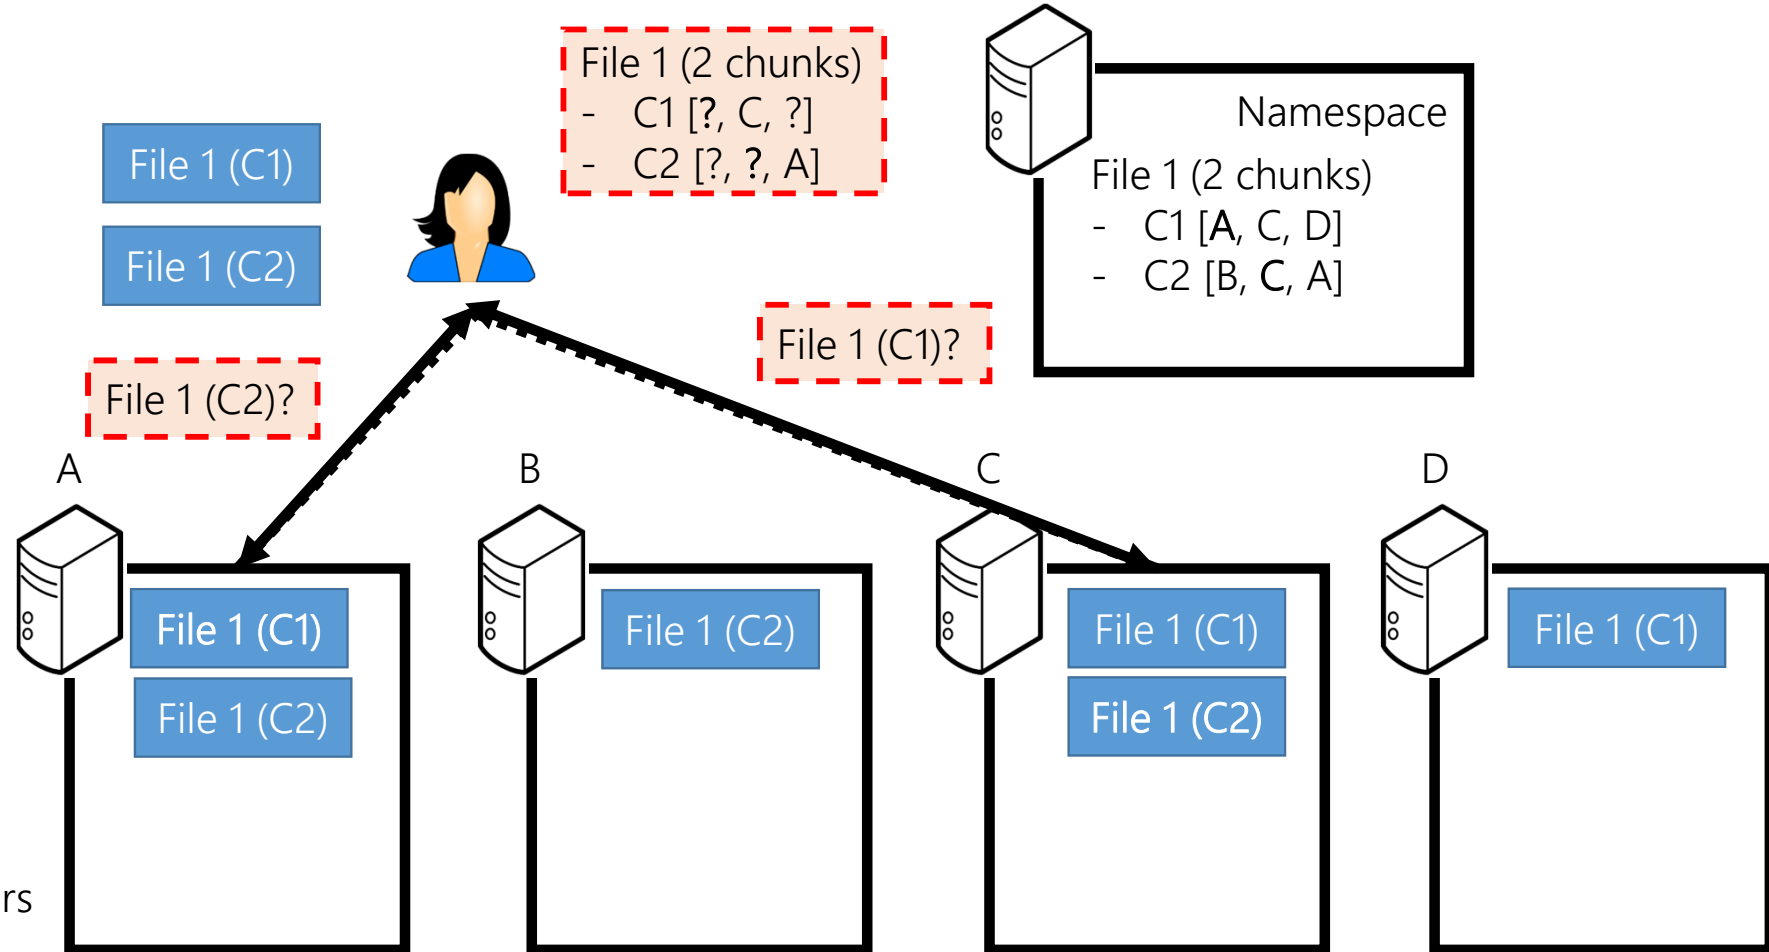 File 1 (2 chunks)
- C1 [?, C, ?]
- C2 [?, ?, A]
Namespace
File 1 (2 chunks)
- C1 [A, C, D]
- C2 [B, C, A]
File 1 (C1)
File 1 (C2)
File 1 (C1)?
File 1 (C2)?
A
B
C
D
File 1 (C1)
File 1 (C2)
File 1 (C2)
File 1 (C1)
File 1 (C2)
File 1 (C1)
rs